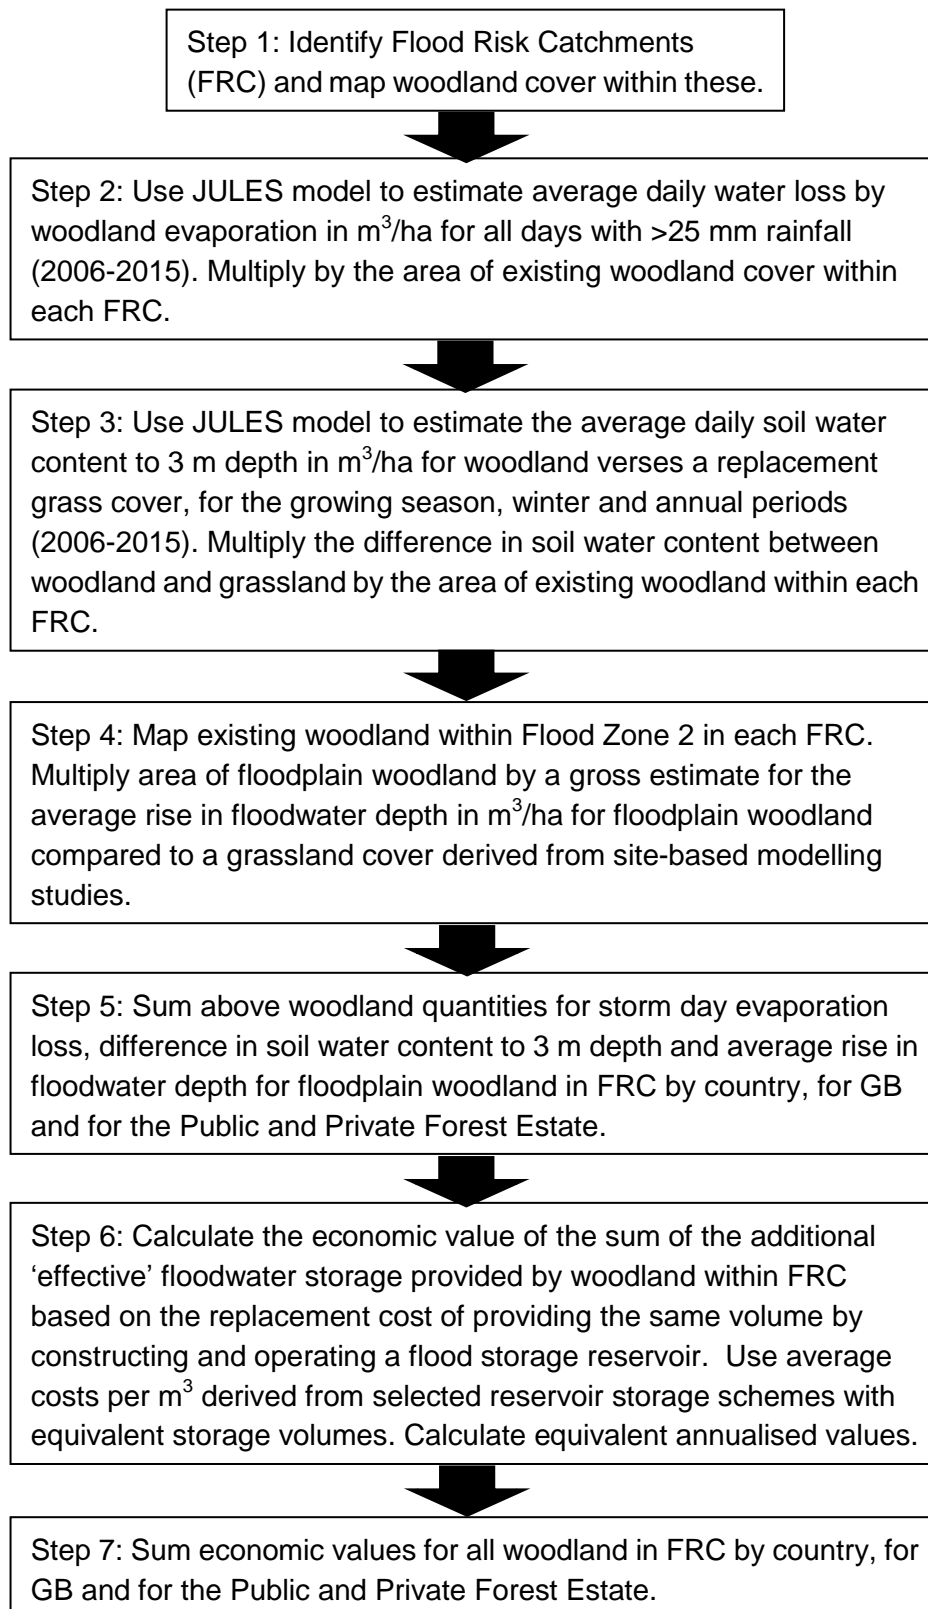 Step 1: Identify Flood Risk Catchments
(FRC) and map woodland cover within these.
Step 2: Use JULES model to estimate average daily water loss by
woodland evaporation in m³/ha for all days with >25 mm rainfall
(2006-2015). Multiply by the area of existing woodland cover within
each FRC.
Step 3: Use JULES model to estimate the average daily soil water
content to 3 m depth in m³/ha for woodland verses a replacement
grass cover, for the growing season, winter and annual periods
(2006-2015). Multiply the difference in soil water content between
woodland and grassland by the area of existing woodland within each
FRC.
Step 4: Map existing woodland within Flood Zone 2 in each FRC.
Multiply area of floodplain woodland by a gross estimate for the
average rise in floodwater depth in m³/ha for floodplain woodland
compared to a grassland cover derived from site-based modelling
studies.
Step 5: Sum above woodland quantities for storm day evaporation
loss, difference in soil water content to 3 m depth and average rise in
floodwater depth for floodplain woodland in FRC by country, for GB
and for the Public and Private Forest Estate.
Step 6: Calculate the economic value of the sum of the additional
‘effective’ floodwater storage provided by woodland within FRC
based on the replacement cost of providing the same volume by
constructing and operating a flood storage reservoir.  Use average
costs per m³ derived from selected reservoir storage schemes with
equivalent storage volumes. Calculate equivalent annualised values.
Step 7: Sum economic values for all woodland in FRC by country, for
GB and for the Public and Private Forest Estate.